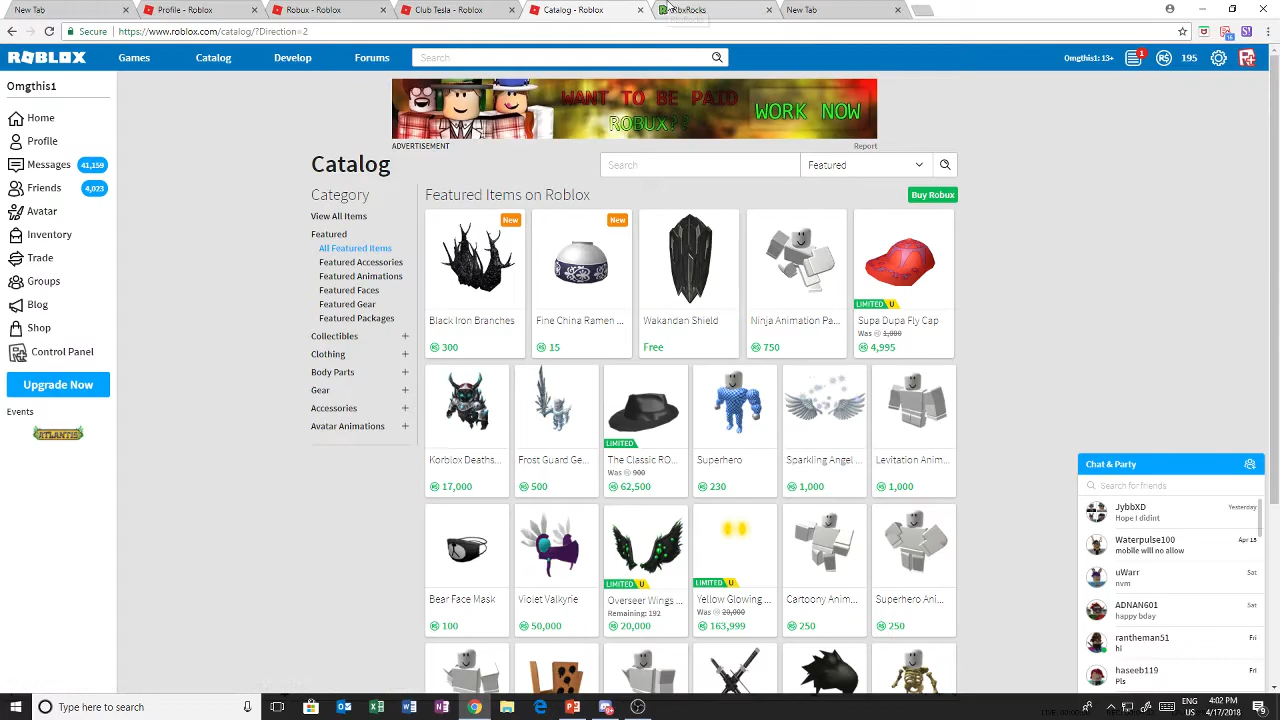 New Tab
Profile - Roblox
Robux - Roblox
Club Tesla - Roblox
Catalog - Roblox
RbxRocks
New Tab
Secure
https://www.roblox.com/catalog/?Direction=2
ROBLOX
Games
Catalog
Develop
Forums
Search
Omgthis1: 13+
1
195
Omgthis1
Home
Profile
Messages 41,159
Friends 4,023
Avatar
Inventory
Trade
Groups
Blog
Shop
Control Panel
Upgrade Now
Events
ATLANTIS
WANT TO BE PAID
ROBUX??
WORK NOW
ADVERTISEMENT
Report
Catalog
Search
Featured
Category
View All Items
Featured
All Featured Items
Featured Accessories
Featured Animations
Featured Faces
Featured Gear
Featured Packages
Collectibles +
Clothing +
Body Parts +
Gear +
Accessories +
Avatar Animations +
Featured Items on Roblox
Buy Robux
New
Black Iron Branches
300
New
Fine China Ramen ...
15
Wakandan Shield
Free
Ninja Animation Pa...
750
LIMITED U
Supa Dupa Fly Cap
Was 1,000
4,995
Korblox Deaths...
17,000
Frost Guard Ge...
500
LIMITED
The Classic RO...
Was 900
62,500
Superhero
230
Sparkling Angel ...
1,000
Levitation Anim...
1,000
Bear Face Mask
100
Violet Valkyrie
50,000
LIMITED U
Overseer Wings ...
Remaining: 192
20,000
LIMITED U
Yellow Glowing ...
Was 20,000
163,999
Cartoony Anim...
250
Superhero Ani...
250
Chat & Party
Search for friends
JybbXD
Yesterday
Hope I didint
Waterpulse100
Apr 15
mobile will no allow
uWarr
Sat
nvm
ADNAN601
Sat
happy bday
rantheman51
Fri
hi
haseeb119
Fri
Pls
Type here to search
ENG
4:02 PM
4/17/2018